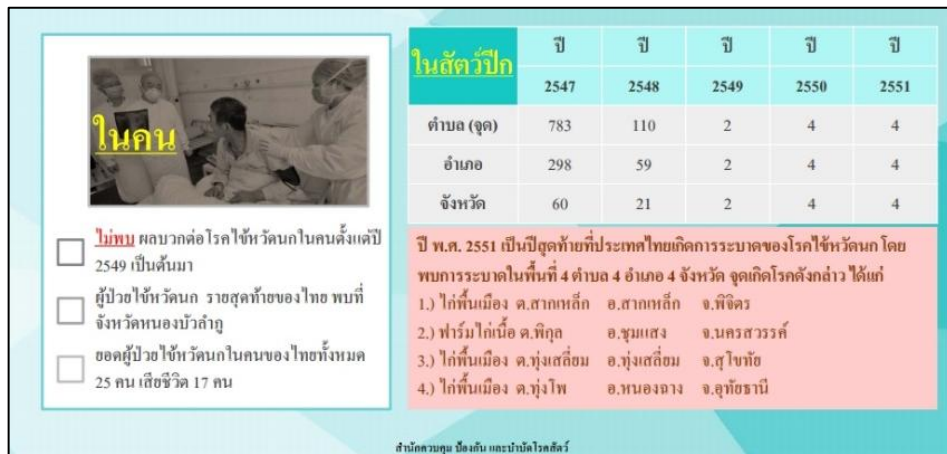 ในคน
ไม่พบ ผลบวกต่อโรคไข้หวัดนกในคนตั้งแต่ปี
2549 เป็นต้นมา
ผู้ป่วยไข้หวัดนก รายสุดท้ายของไทย พบที่
จังหวัดหนองบัวลำภู
ยอดผู้ป่วยไข้หวัดนกในคนของไทยทั้งหมด
25 คน เสียชีวิต 17 คน
ในสัตว์ปีก ปี ปี ปี ปี ปี
2547 2548 2549 2550 2551
ตำบล (จุด) 783 110 2 4 4
อำเภอ 298 59 2 4 4
จังหวัด 60 21 2 4 4
ปี พ.ศ. 2551 เป็นปีสุดท้ายที่ประเทศไทยเกิดการระบาดของโรคไข้หวัดนก โดย
พบการระบาดในพื้นที่ 4 ตำบล 4 อำเภอ 4 จังหวัด จุดเกิดโรคดังกล่าว ได้แก่
1.) ไก่พื้นเมือง ต.สากเหล็ก อ.สากเหล็ก จ.พิจิตร
2.) ฟาร์มไก่เนื้อ ต.พิกุล อ.ชุมแสง จ.นครสวรรค์
3.) ไก่พื้นเมือง ต.ทุ่งเสลี่ยม อ.ทุ่งเสลี่ยม จ.สุโขทัย
4.) ไก่พื้นเมือง ต.ทุ่งโพ อ.หนองฉาง จ.อุทัยธานี
สำนักควบคุม ป้องกัน และบำบัดโรคสัตว์